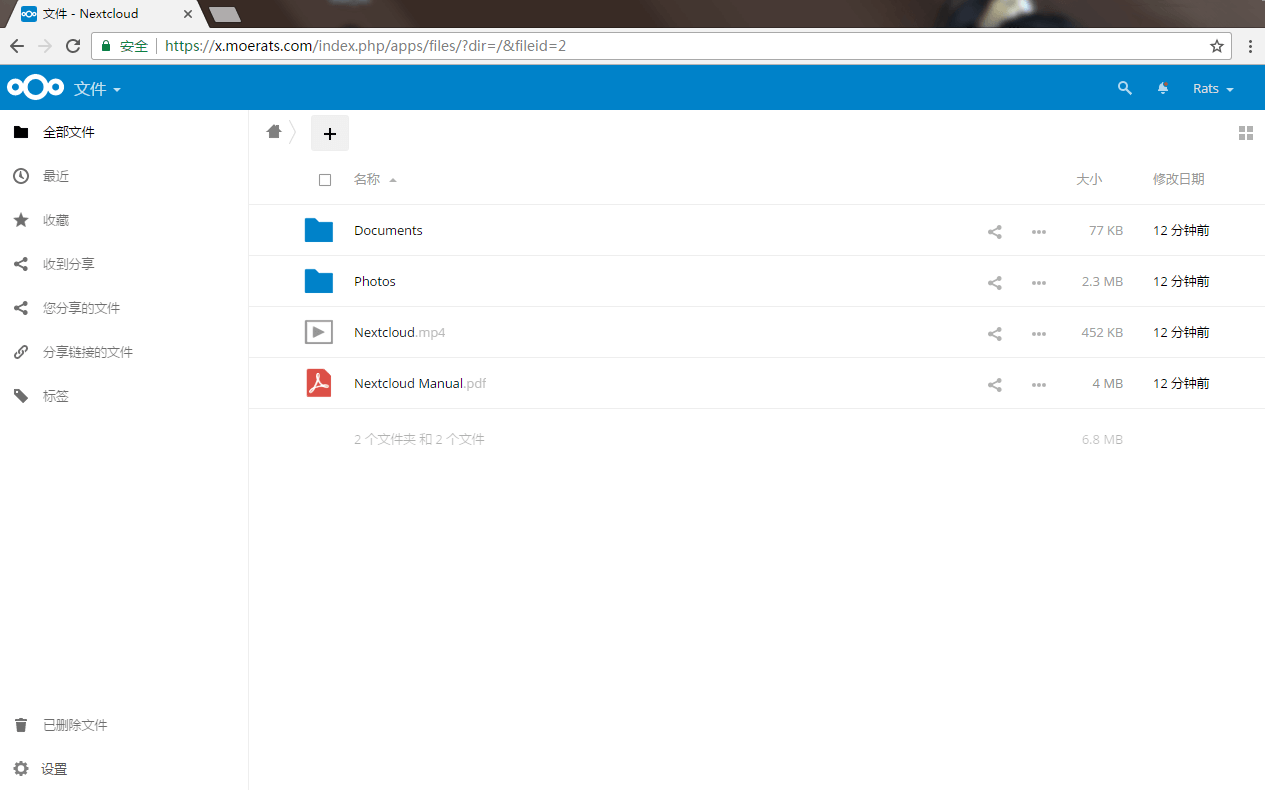 文件 - Nextcloud
安全 https://x.moerats.com/index.php/apps/files/?dir=/&fileid=2
文件 Rats
全部文件
最近
收藏
收到分享
您分享的文件
分享链接的文件
标签
已删除文件
设置
名称 大小 修改日期
Documents 77 KB 12 分钟前
Photos 2.3 MB 12 分钟前
Nextcloud.mp4 452 KB 12 分钟前
Nextcloud Manual.pdf 4 MB 12 分钟前
2 个文件夹 和 2 个文件 6.8 MB